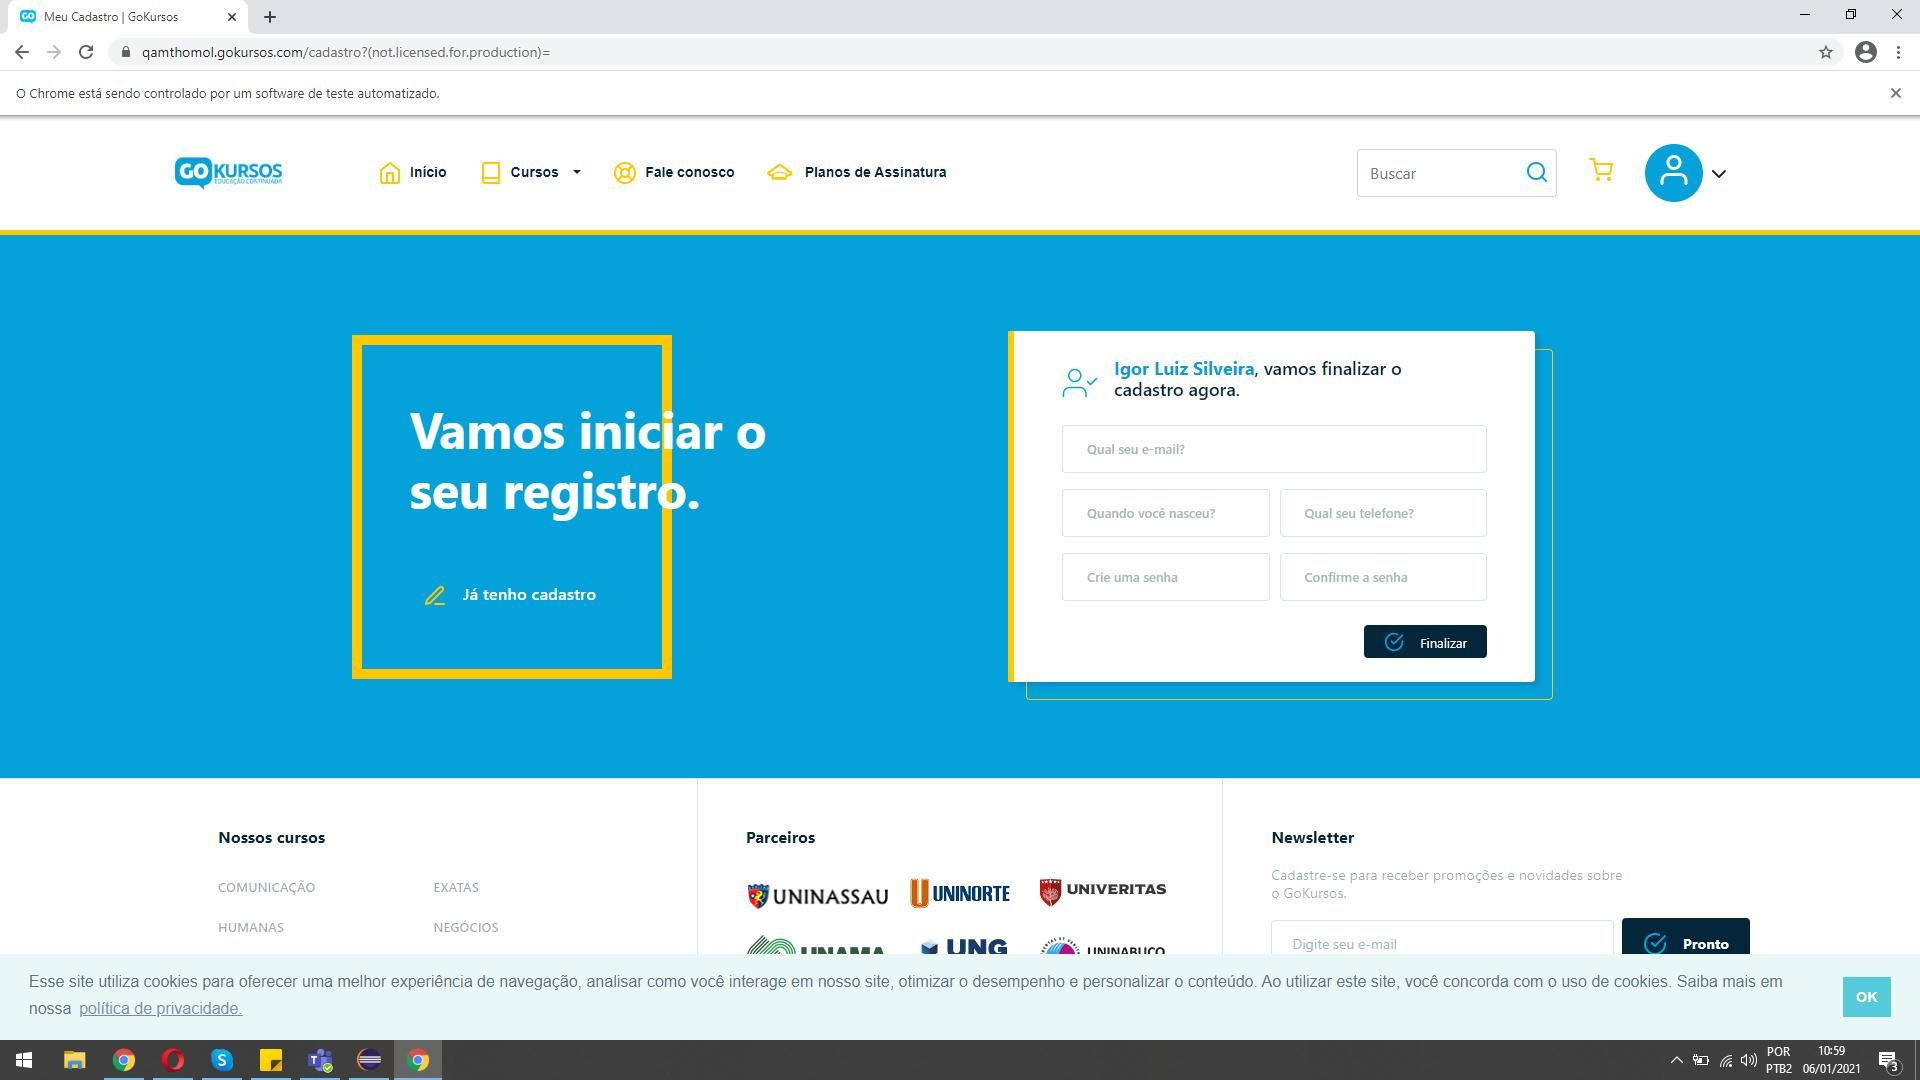 Meu Cadastro | GoKursos
qamthomol.gokursos.com/cadastro?(not.licensed.for.production)=
O Chrome está sendo controlado por um software de teste automatizado.
GO KURSOS
EDUCAÇÃO CONTINUADA
Início
Cursos
Fale conosco
Planos de Assinatura
Buscar
Vamos iniciar o
seu registro.
Já tenho cadastro
Igor Luiz Silveira, vamos finalizar o
cadastro agora.
Qual seu e-mail?
Quando você nasceu?
Qual seu telefone?
Crie uma senha
Confirme a senha
Finalizar
Nossos cursos
COMUNICAÇÃO
EXATAS
HUMANAS
NEGÓCIOS
Parceiros
UNINASSAU
UNINORTE
UNIVERITAS
UNAMA
UNG
UNINABUCO
Newsletter
Cadastre-se para receber promoções e novidades sobre
o GoKursos.
Digite seu e-mail
Pronto
Esse site utiliza cookies para oferecer uma melhor experiência de navegação, analisar como você interage em nosso site, otimizar o desempenho e personalizar o conteúdo. Ao utilizar este site, você concorda com o uso de cookies. Saiba mais em
nossa política de privacidade.
OK
POR
PTB2
10:59
06/01/2021
3